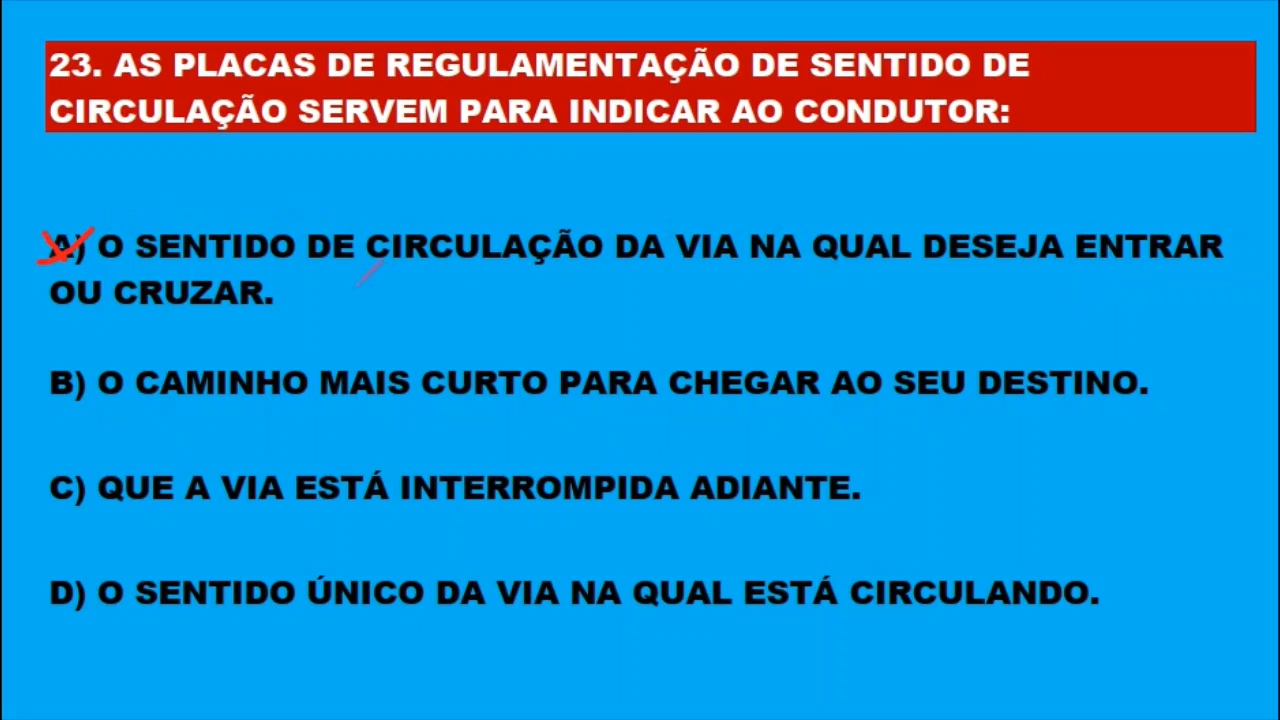 23. AS PLACAS DE REGULAMENTAÇÃO DE SENTIDO DE
CIRCULAÇÃO SERVEM PARA INDICAR AO CONDUTOR:
A) O SENTIDO DE CIRCULAÇÃO DA VIA NA QUAL DESEJA ENTRAR
OU CRUZAR.
B) O CAMINHO MAIS CURTO PARA CHEGAR AO SEU DESTINO.
C) QUE A VIA ESTÁ INTERROMPIDA ADIANTE.
D) O SENTIDO ÚNICO DA VIA NA QUAL ESTÁ CIRCULANDO.